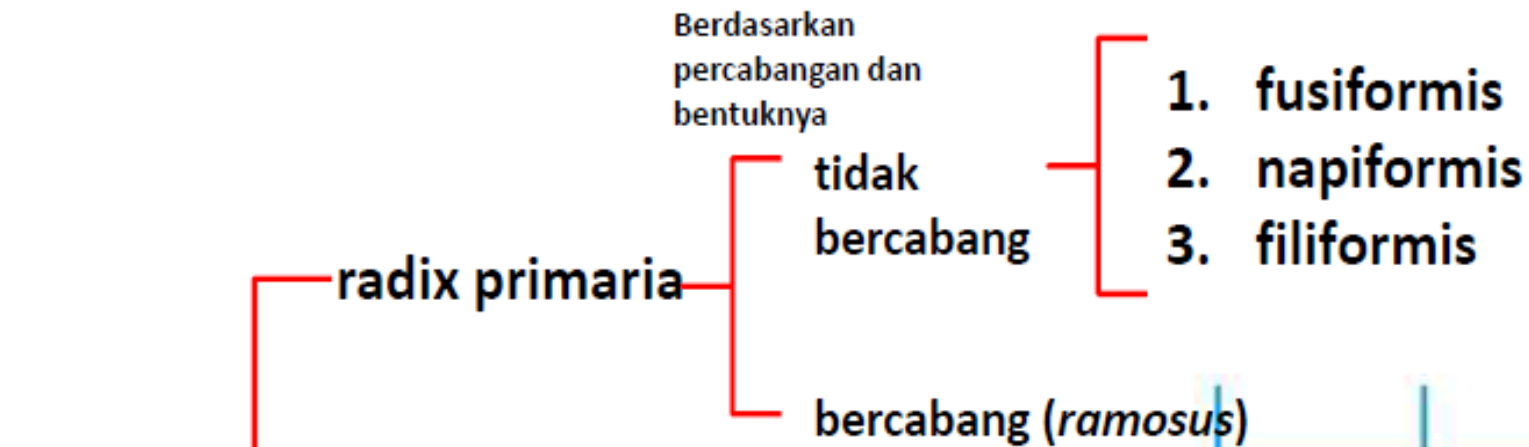 Berdasarkan
percabangan dan
bentuknya
1. fusiformis
2. napiformis
3. filiformis
tidak
bercabang
radix primaria
bercabang (ramosus)